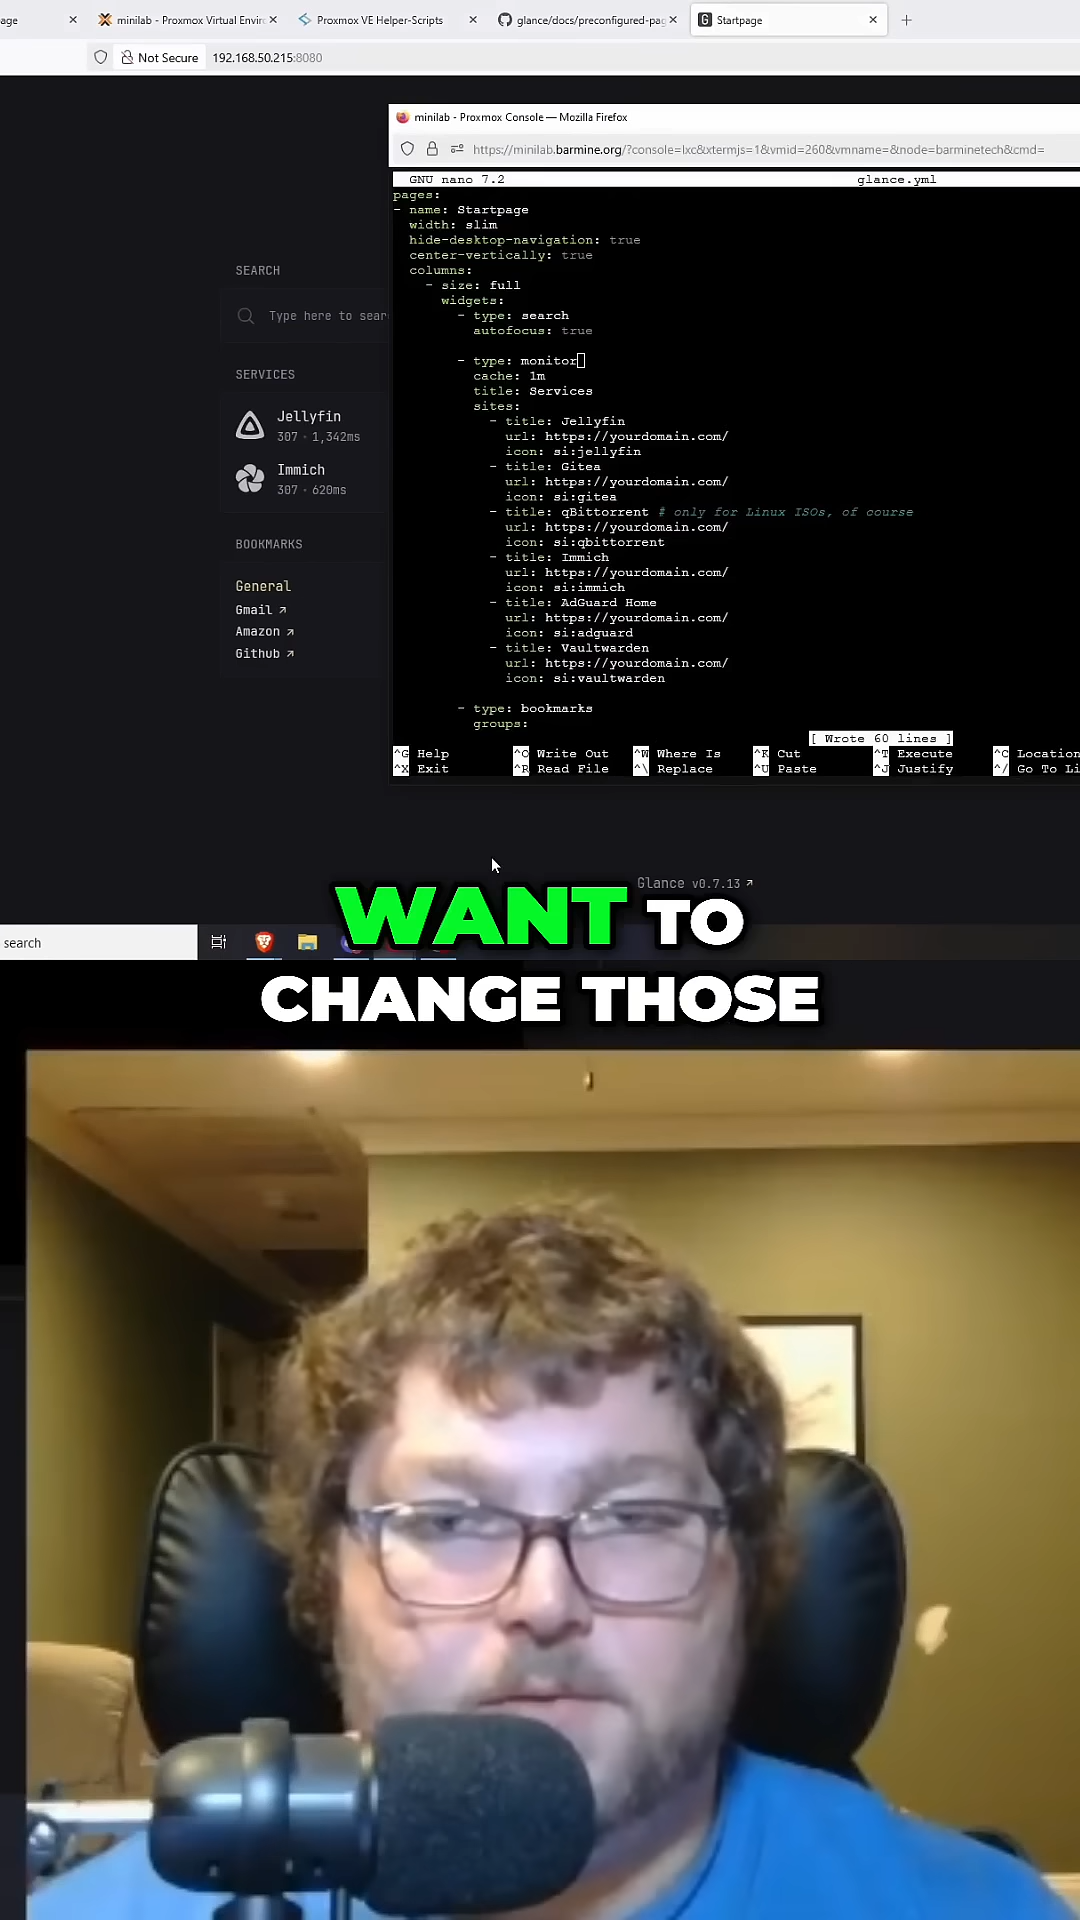 page
minilab - Proxmox Virtual Envir
Proxmox VE Helper-Scripts
glance/docs/preconfigured-pag
Startpage
Not Secure
192.168.50.215:8080
minilab - Proxmox Console — Mozilla Firefox
https://minilab.barmine.org/?console=lxc&xtermjs=1&vmid=260&vmname=&node=barminetech&cmd=
GNU nano 7.2
glance.yml
pages:
- name: Startpage
width: slim
hide-desktop-navigation: true
center-vertically: true
columns:
- size: full
widgets:
- type: search
autofocus: true
- type: monitor
cache: 1m
title: Services
sites:
- title: Jellyfin
url: https://yourdomain.com/
icon: si:jellyfin
- title: Gitea
url: https://yourdomain.com/
icon: si:gitea
- title: qBittorrent # only for Linux ISOs, of course
url: https://yourdomain.com/
icon: si:qbittorrent
- title: Immich
url: https://yourdomain.com/
icon: si:immich
- title: AdGuard Home
url: https://yourdomain.com/
icon: si:adguard
- title: Vaultwarden
url: https://yourdomain.com/
icon: si:vaultwarden
- type: bookmarks
groups:
[ Wrote 60 lines ]
^G Help ^O Write Out ^W Where Is ^K Cut ^T Execute ^C Location
^X Exit ^R Read File ^\ Replace ^U Paste ^J Justify ^/ Go To Li
SEARCH
Type here to sear
SERVICES
Jellyfin
307 · 1,342ms
Immich
307 · 620ms
BOOKMARKS
General
Gmail ↗
Amazon ↗
Github ↗
Glance v0.7.13 ↗
search
WANT TO
CHANGE THOSE